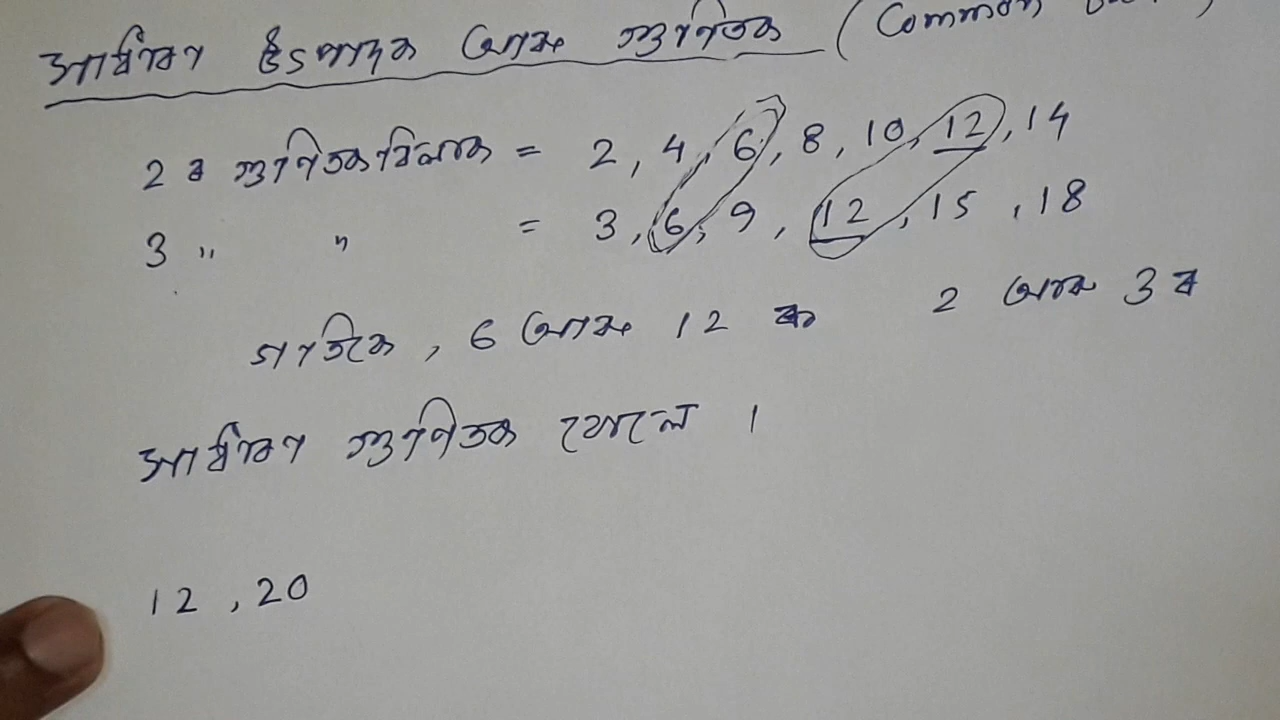 সাধাৰণ উৎপাদক আৰু গুণিতক (Common
2 ৰ গুণিতকবিলাক = 2, 4, 6, 8, 10, 12, 14
3 " " = 3, 6, 9, 12, 15, 18
গতিকে, 6 আৰু 12 ক 2 আৰু 3 ৰ
সাধাৰণ গুণিতক বোলে ।
12, 20